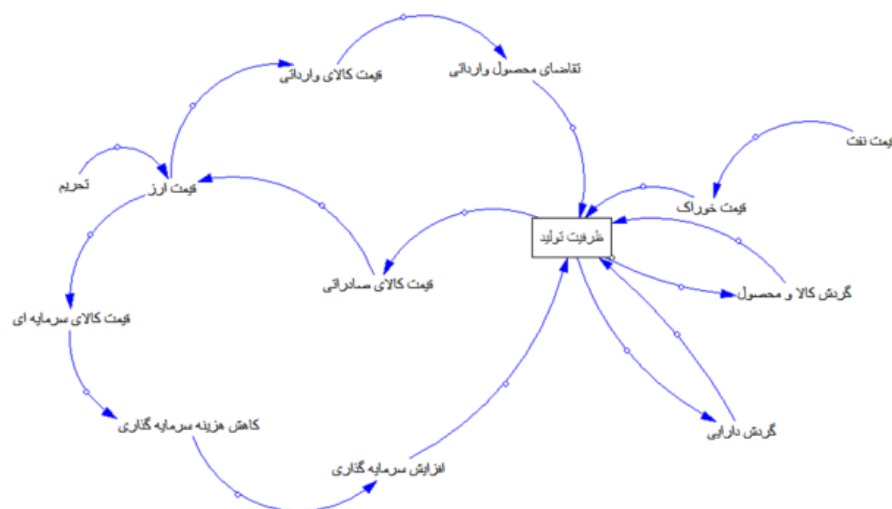 قیمت کالای وارداتی
تقاضای محصول وارداتی
قیمت نفت
تحریم
قیمت ارز
قیمت خوراک
ظرفیت تولید
قیمت کالای صادراتی
گردش کالا و محصول
قیمت کالای سرمایه ای
کاهش هزینه سرمایه گذاری
گردش دارایی
افزایش سرمایه گذاری